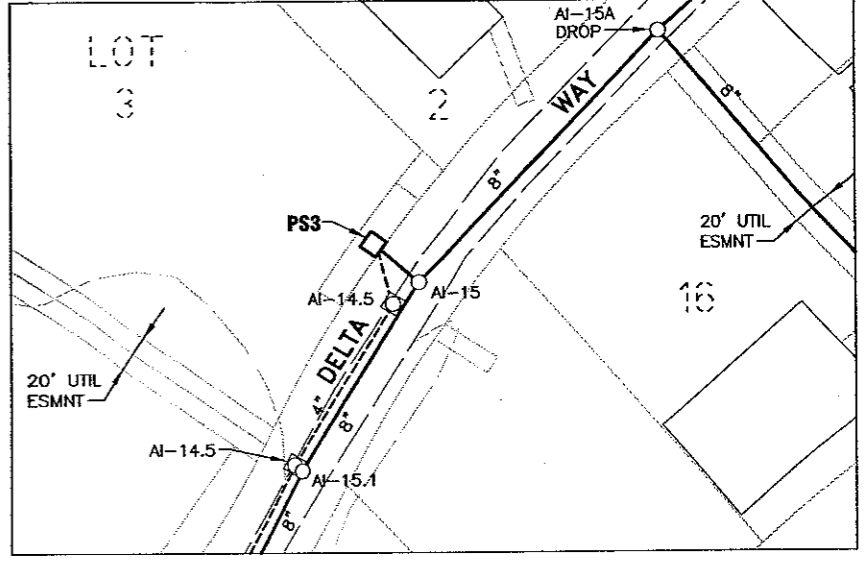 AI-15A
DROP
LOT
3
2
WAY
8"
8"
PS3
20' UTIL
ESMNT
AI-15
AI-14.5
16
DELTA
4"
8"
20' UTIL
ESMNT
AI-14.5
AI-15.1
8"